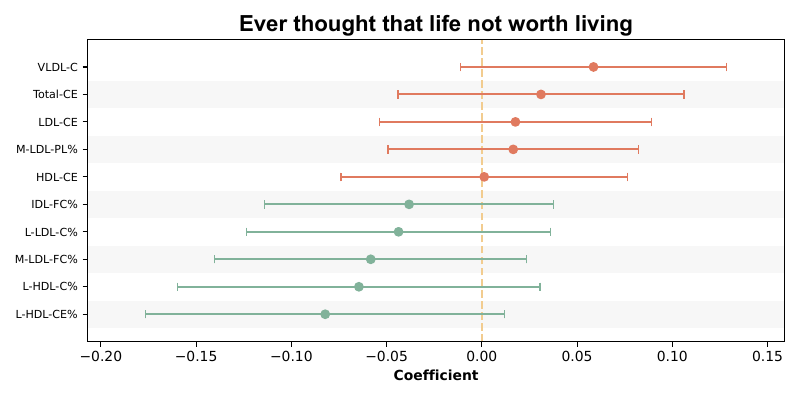 Ever thought that life not worth living
VLDL-C
Total-CE
LDL-CE
M-LDL-PL%
HDL-CE
IDL-FC%
L-LDL-C%
M-LDL-FC%
L-HDL-C%
L-HDL-CE%
−0.20 −0.15 −0.10 −0.05 0.00 0.05 0.10 0.15
Coefficient